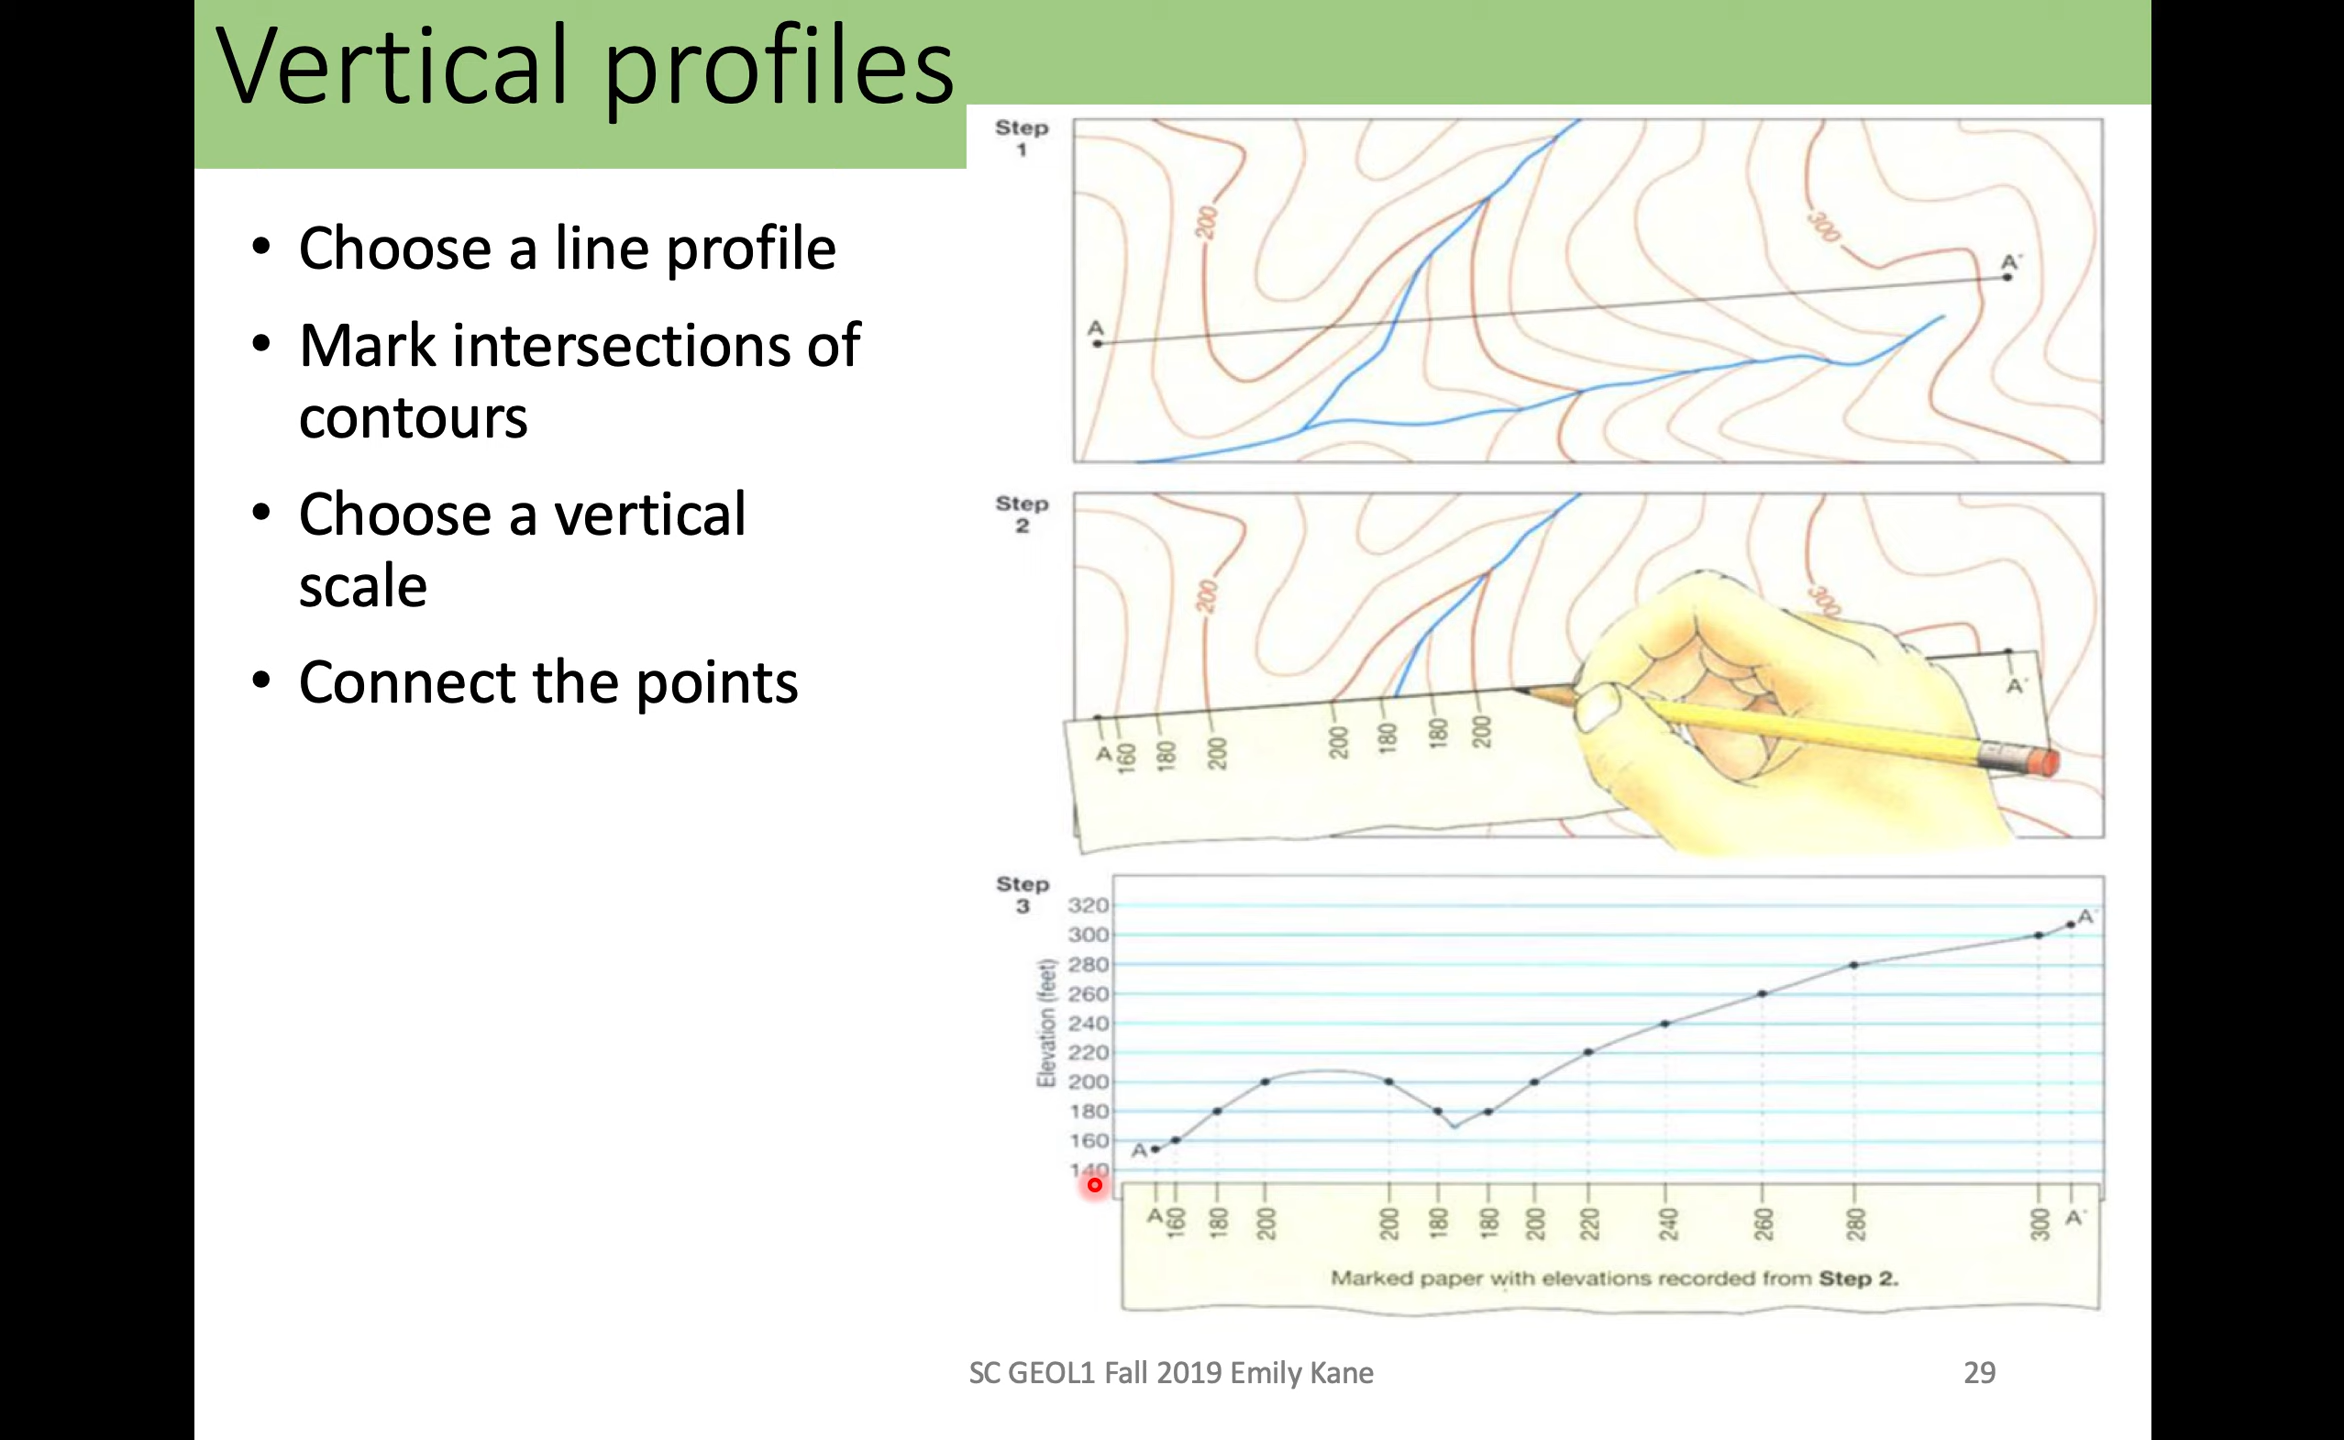 Vertical profiles
• Choose a line profile
• Mark intersections of
contours
• Choose a vertical
scale
• Connect the points
Step
1
200
300
A
A'
Step
2
200
300
A
160
180
200
200
180
180
200
A'
Step
3
Elevation (feet)
320
300
280
260
240
220
200
180
160
140
A
A'
A
160
180
200
200
180
180
200
220
240
260
280
300
A'
Marked paper with elevations recorded from Step 2.
SC GEOL1 Fall 2019 Emily Kane
29